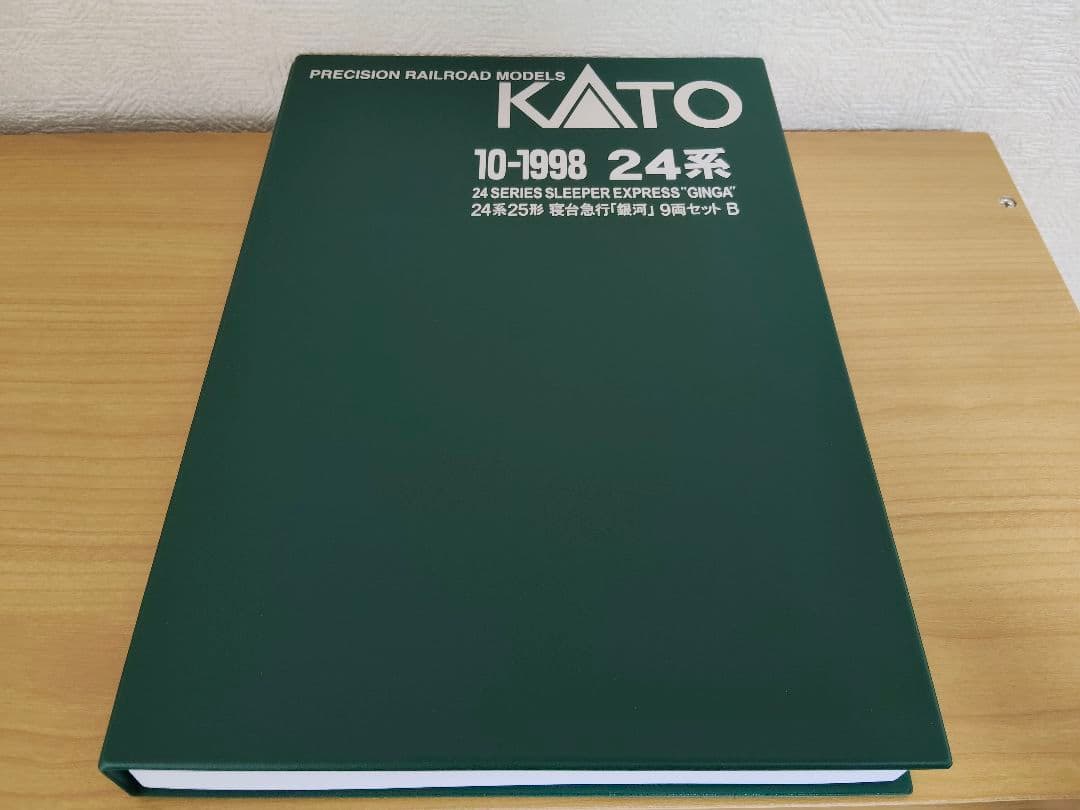 PRECISION RAILROAD MODELS
KATO
10-1998 24系
24 SERIES SLEEPER EXPRESS "GINGA"
24系25形 寝台急行「銀河」 9両セット B